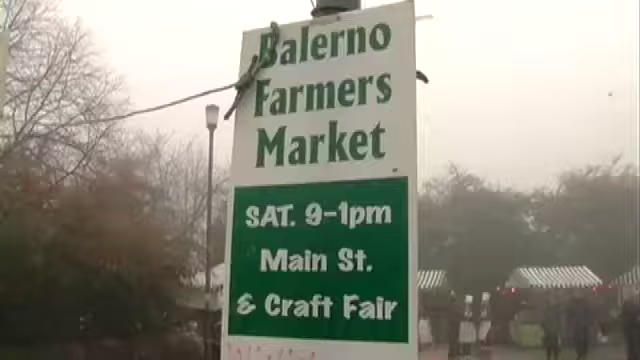 Balerno
Farmers
Market
SAT. 9-1pm
Main St.
& Craft Fair